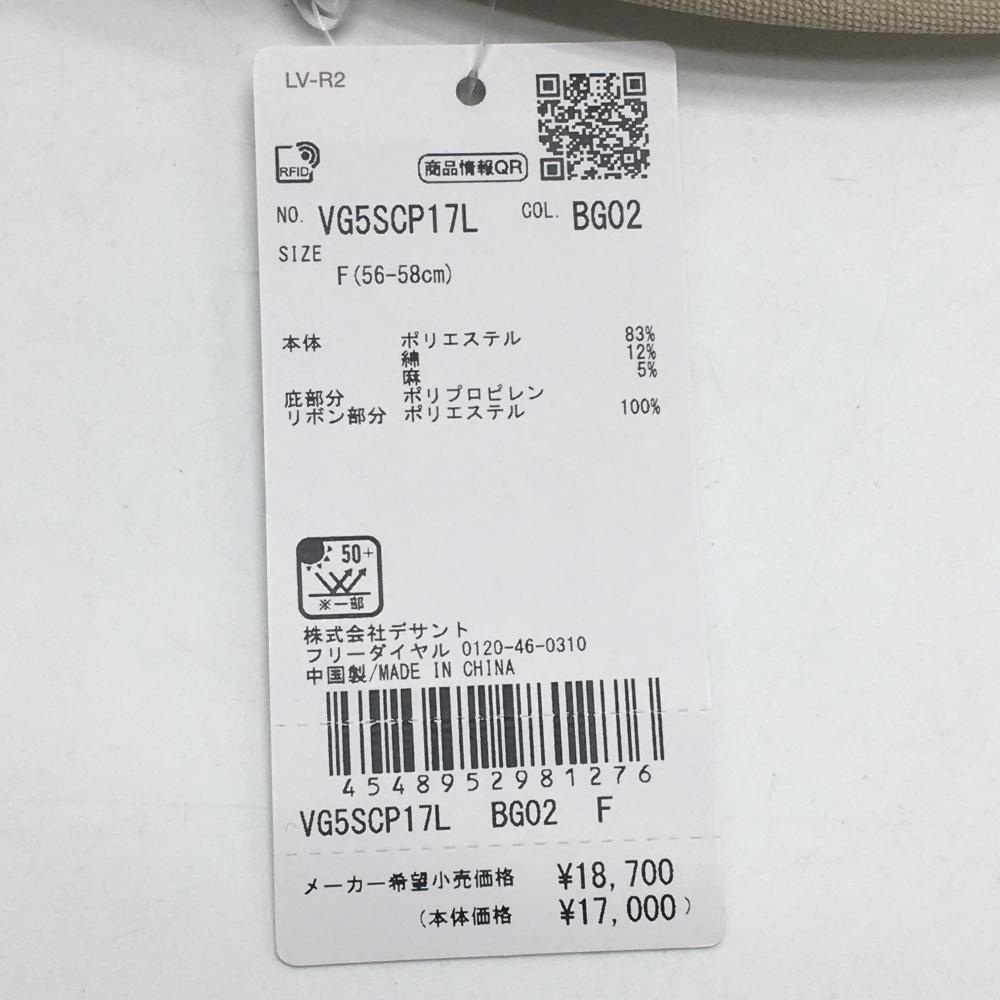 LV-R2
RFID
商品情報QR
NO. VG5SCP17L COL. BG02
SIZE
F(56-58cm)
本体 ポリエステル 83%
綿 12%
麻 5%
庇部分 ポリプロピレン
リボン部分 ポリエステル 100%
50+
※一部
株式会社デサント
フリーダイヤル 0120-46-0310
中国製/MADE IN CHINA
4548952981276
VG5SCP17L BG02 F
メーカー希望小売価格 ¥18,700
(本体価格 ¥17,000)